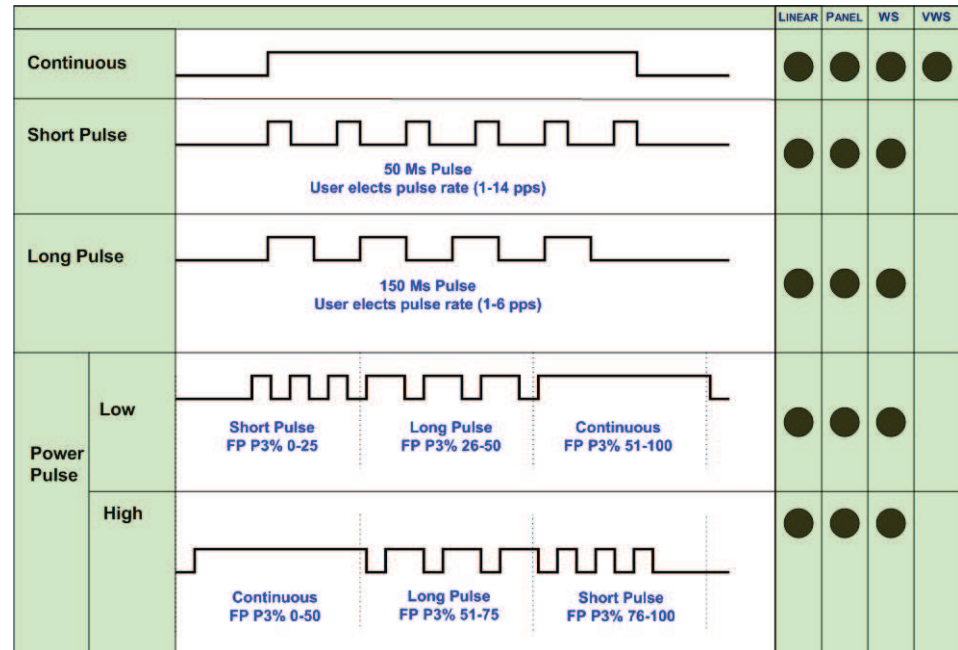 LINEAR PANEL WS VWS
Continuous
Short Pulse
50 Ms Pulse
User elects pulse rate (1-14 pps)
Long Pulse
150 Ms Pulse
User elects pulse rate (1-6 pps)
Power
Pulse
Low
Short Pulse
FP P3% 0-25
Long Pulse
FP P3% 26-50
Continuous
FP P3% 51-100
High
Continuous
FP P3% 0-50
Long Pulse
FP P3% 51-75
Short Pulse
FP P3% 76-100